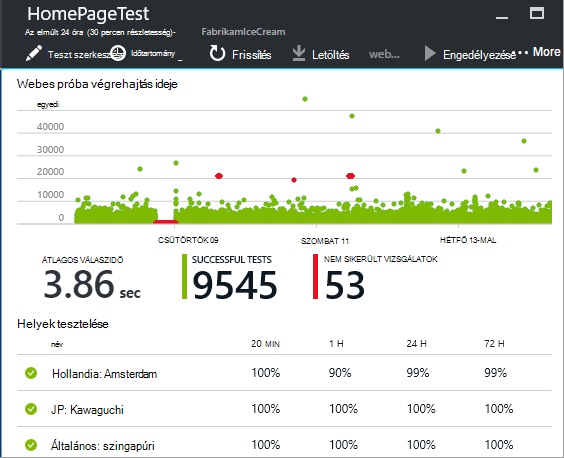 HomePageTest
Az elmúlt 24 óra (30 percen részletesség)-
FabrikamIceCream
Teszt szerkesztés Időtartomány _ Frissítés Letöltés web... Engedélyezése ••• More
Webes próba végrehajtás ideje
egyedi
40000
30000
20000
10000
0
CSÜTÖRTÖK 09 SZOMBAT 11 HÉTFŐ 13-MAL
ÁTLAGOS VÁLASZIDŐ SUCCESSFUL TESTS NEM SIKERÜLT VIZSGÁLATOK
3.86 sec 9545 53
Helyek tesztelése
név 20 MIN 1 H 24 H 72 H
Hollandia: Amsterdam 100% 90% 99% 99%
JP: Kawaguchi 100% 100% 100% 100%
Általános: szingapúri 100% 100% 100% 100%